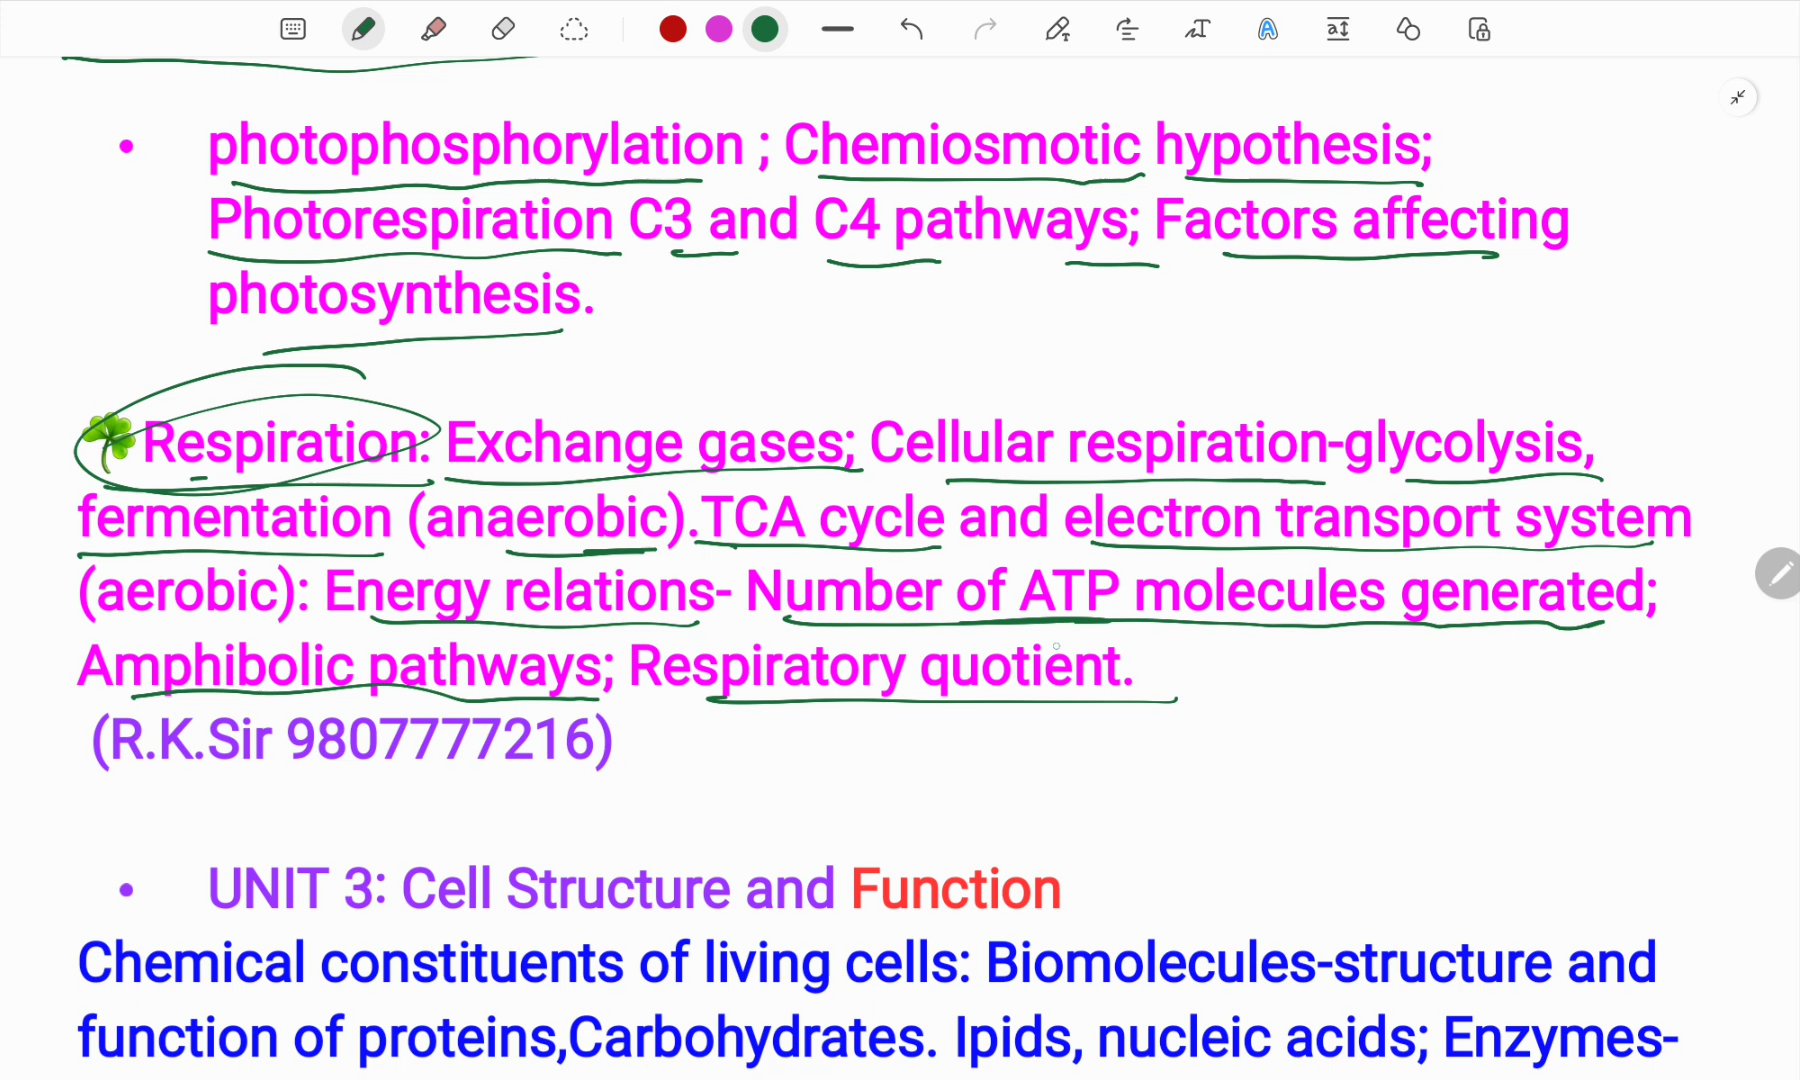 • photophosphorylation ; Chemiosmotic hypothesis;
Photorespiration C3 and C4 pathways; Factors affecting
photosynthesis.
☘️Respiration: Exchange gases; Cellular respiration-glycolysis,
fermentation (anaerobic).TCA cycle and electron transport system
(aerobic): Energy relations- Number of ATP molecules generated;
Amphibolic pathways; Respiratory quotient.
(R.K.Sir 9807777216)
• UNIT 3: Cell Structure and Function
Chemical constituents of living cells: Biomolecules-structure and
function of proteins,Carbohydrates. Ipids, nucleic acids; Enzymes-